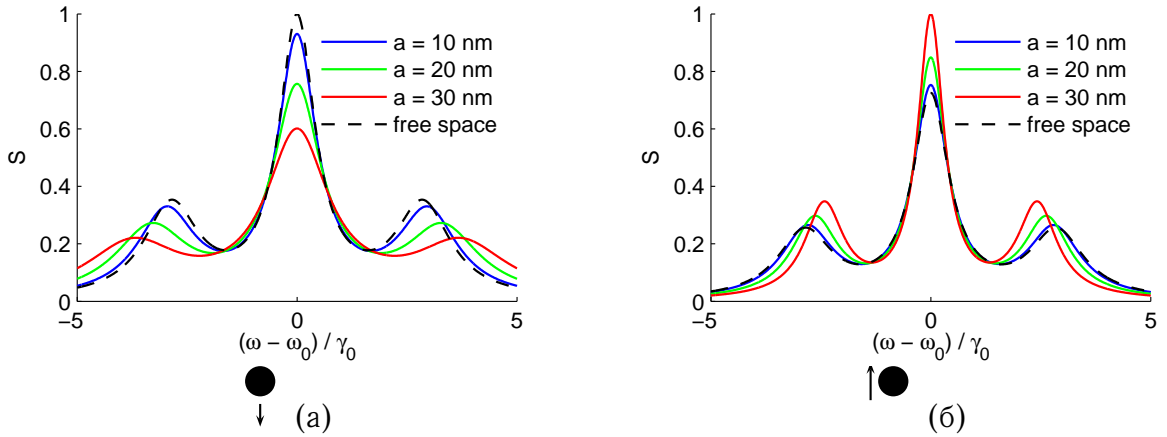 1
0.8
0.6
0.4
0.2
0
S
−5
0
5
(ω − ω₀) / γ₀
a = 10 nm
a = 20 nm
a = 30 nm
free space
(а)
1
0.8
0.6
0.4
0.2
0
S
−5
0
5
(ω − ω₀) / γ₀
a = 10 nm
a = 20 nm
a = 30 nm
free space
(б)